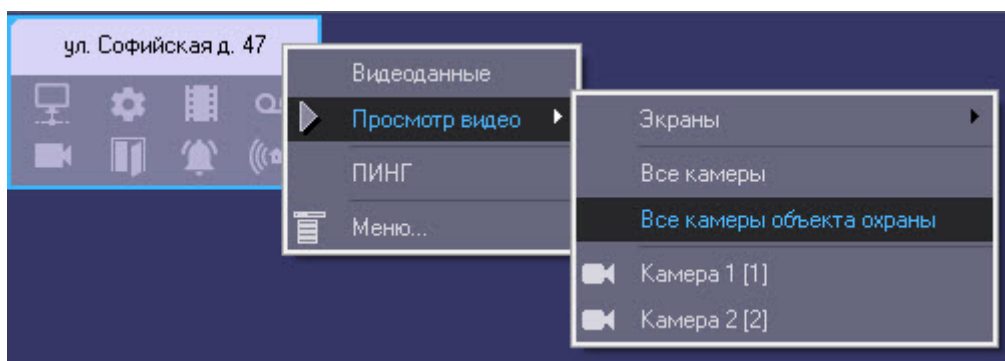 ул. Софийская д. 47
Видеоданные
Просмотр видео
ПИНГ
Меню...
Экраны
Все камеры
Все камеры объекта охраны
Камера 1 [1]
Камера 2 [2]